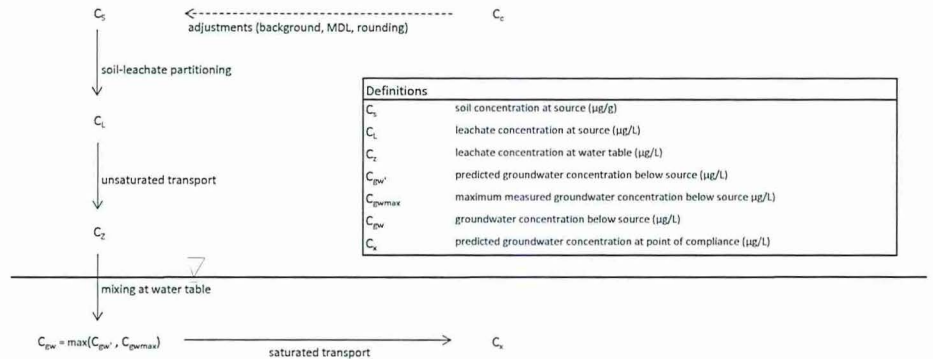 Cs Cc
adjustments (background, MDL, rounding)
soil-leachate partitioning
Definitions
Cs soil concentration at source (µg/g)
CL leachate concentration at source (µg/L)
Cz leachate concentration at water table (µg/L)
Cgw' predicted groundwater concentration below source (µg/L)
Cgwmax maximum measured groundwater concentration below source µg/L)
Cgw groundwater concentration below source (µg/L)
Cx predicted groundwater concentration at point of compliance (µg/L)
CL
unsaturated transport
Cz
mixing at water table
Cgw = max(Cgw' , Cgwmax) Cx
saturated transport